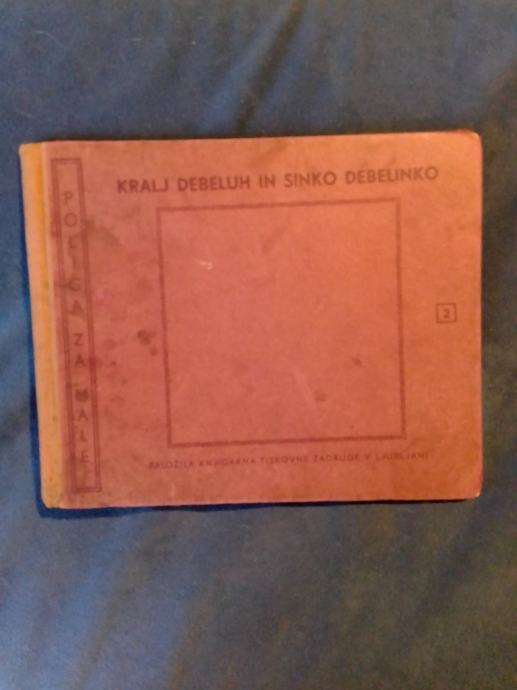 KRALJ DEBELUH IN SINKO DEBELINKO
POLICA ZA MALE
2
ZALOŽILA KNJIGARNA TISKOVNE ZADRUGE V LJUBLJANI